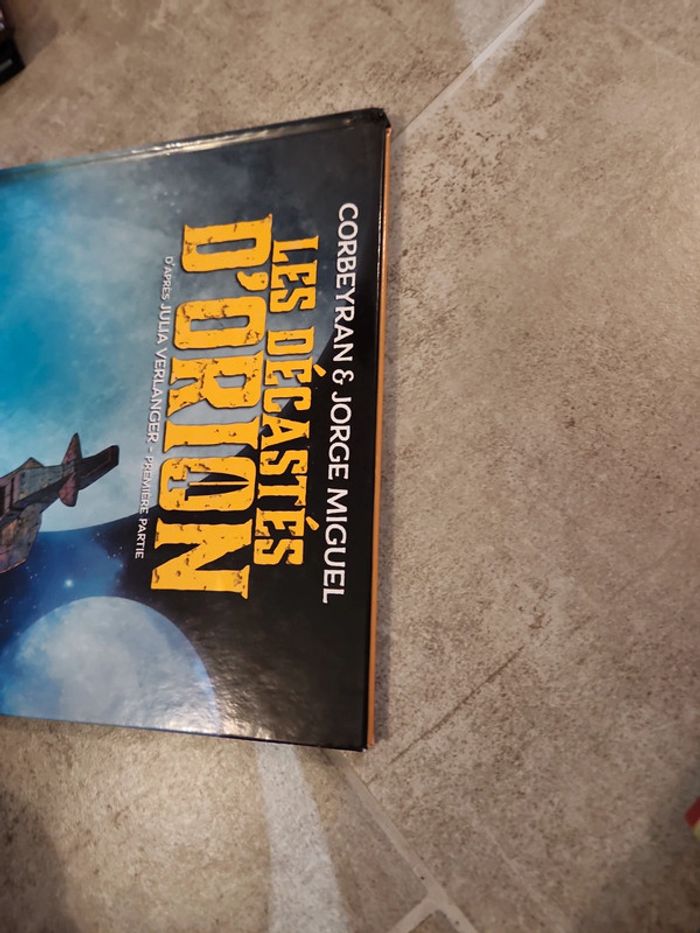 CORBEYRAN & JORGE MIGUEL
LES DÉCASTÉS
D'ORION
D'APRÈS JULIA VERLANGER - PREMIÈRE PARTIE